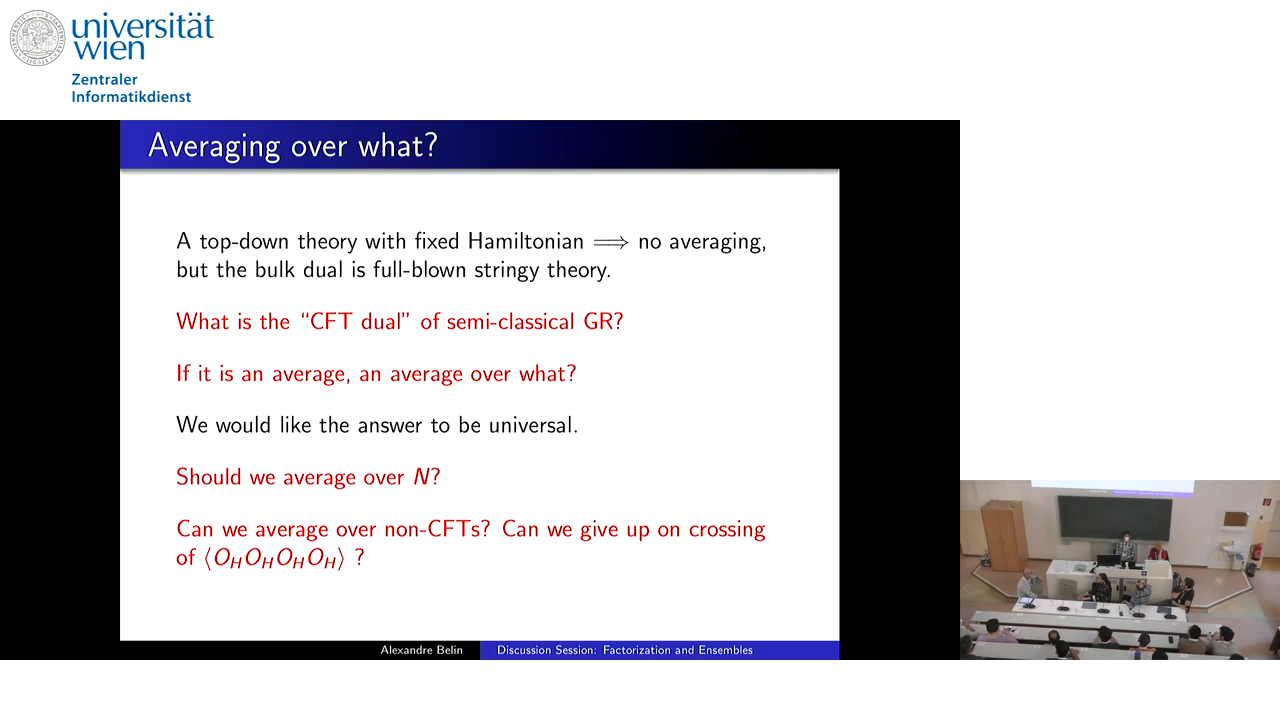 universität
wien
Zentraler
Informatikdienst
Averaging over what?
A top-down theory with fixed Hamiltonian ⟹ no averaging,
but the bulk dual is full-blown stringy theory.
What is the “CFT dual” of semi-classical GR?
If it is an average, an average over what?
We would like the answer to be universal.
Should we average over N?
Can we average over non-CFTs? Can we give up on crossing
of ⟨O_H O_H O_H O_H⟩ ?
Alexandre Belin
Discussion Session: Factorization and Ensembles